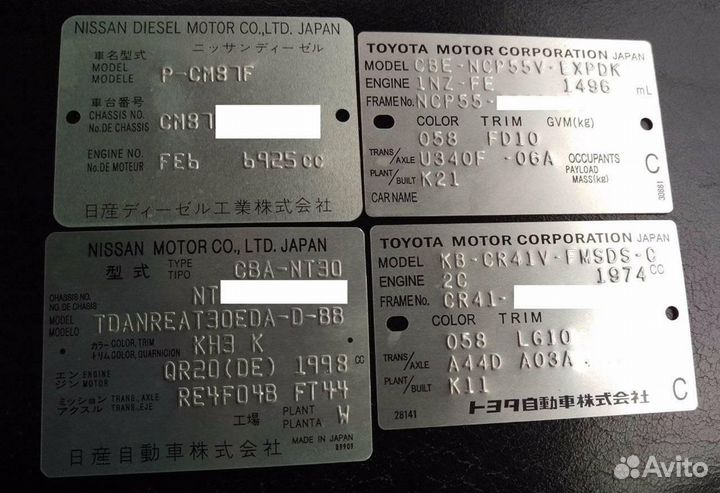 NISSAN DIESEL MOTOR CO.,LTD. JAPAN
ニッサンディーゼル
車名型式
MODEL
MODELE
P-CM87F
車台番号
CHASSIS NO.
No.DE CHASSIS
CM87
ENGINE NO.
No.DE MOTEUR
FE6 6925cc
日産ディーゼル工業株式会社
TOYOTA MOTOR CORPORATION JAPAN
MODEL CBE-NCP55V-EXPDK
ENGINE 1NZ-FE 1496 mL
FRAME No. NCP55-
COLOR TRIM GVM(kg)
058 FD10
TRANS/AXLE U340F -06A OCCUPANTS
PAYLOAD MASS(kg)
C
PLANT/BUILT K21
CAR NAME
30881
NISSAN MOTOR CO., LTD. JAPAN
型式 TYPE TIPO CBA-NT30
CHASSIS NO.
NO.DE CHASIS
NT
MODEL
MODELO
TDANREAT30EDA-D-88
カラー COLOR, TRIM
トリム COLOR, GUARNICION
KH3 K
エンジン ENGINE MOTOR QR20(DE) 1998 cc
ミッション TRANS., AXLE
アクスル TRANS., EJE
RE4F04B FT44
工場 PLANT PLANTA W
日産自動車株式会社
MADE IN JAPAN
B9909
TOYOTA MOTOR CORPORATION JAPAN
MODEL KB-CR41V-FMSDS-C
ENGINE 2C 1974 CC
FRAME No. CR41-
COLOR TRIM
058 LG10
TRANS/AXLE A44D A03A
PLANT/BUILT K11
28141
トヨタ自動車株式会社
C
Avito